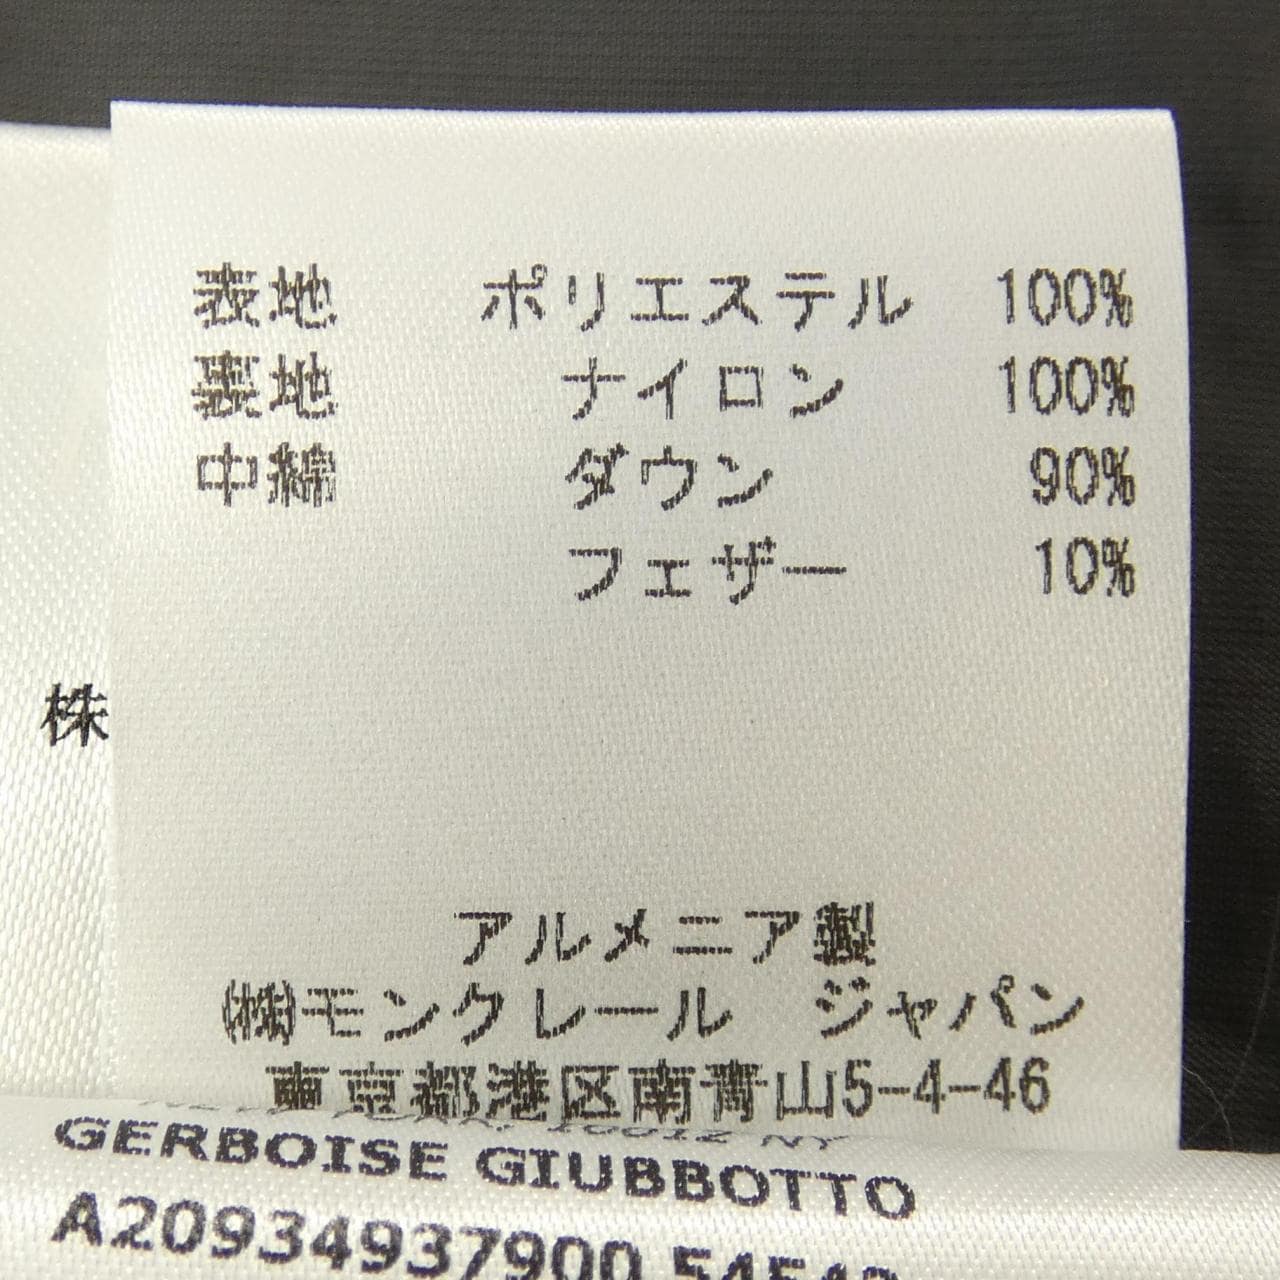 表地 ポリエステル 100%
裏地 ナイロン 100%
中綿 ダウン 90%
フェザー 10%
株
アルメニア製
㈱モンクレール ジャパン
東京都港区南青山5-4-46
GERBOISE GIUBBOTTO
A20934937900